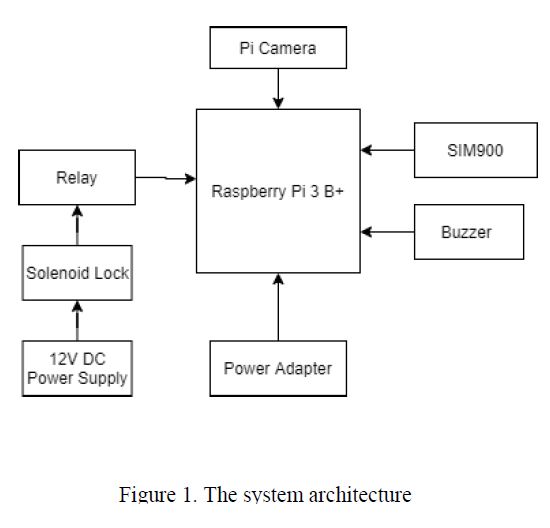 Pi Camera
SIM900
Relay
Raspberry Pi 3 B+
Buzzer
Solenoid Lock
12V DC
Power Supply
Power Adapter
Figure 1. The system architecture